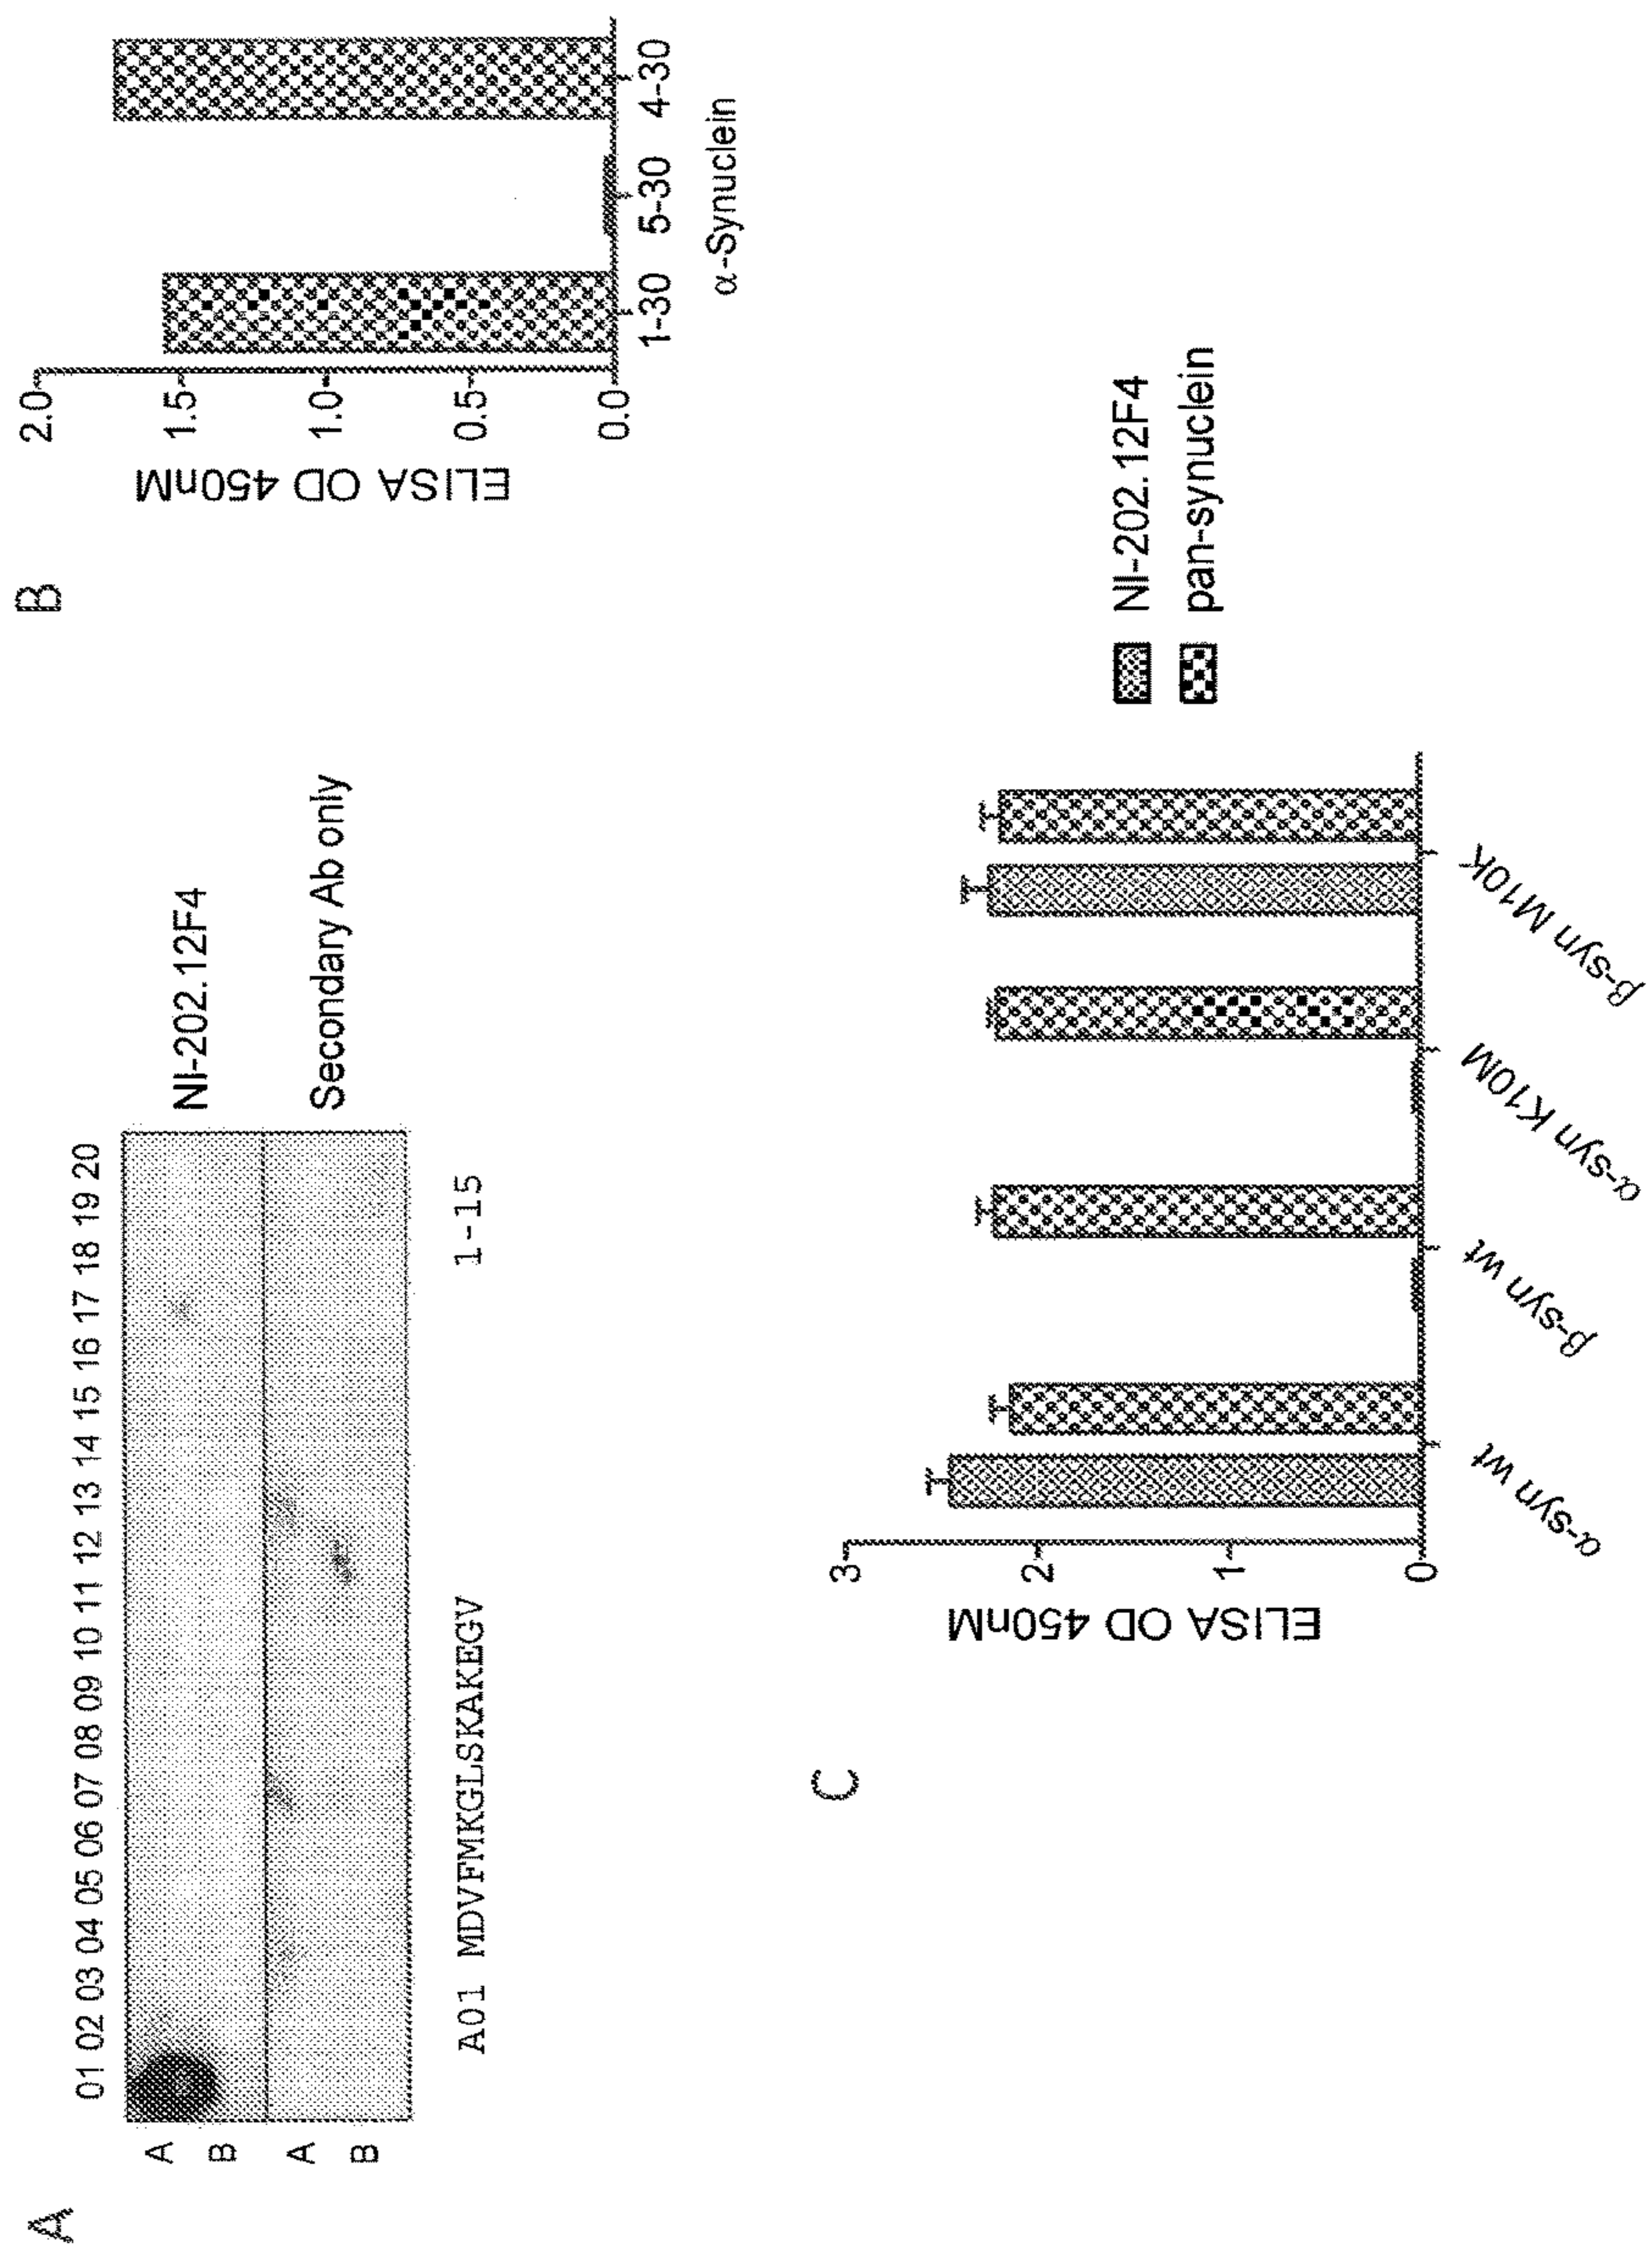 A
01 02 03 04 05 06 07 08 09 10 11 12 13 14 15 16 17 18 19 20
A
B
NI-202.12F4
A
B
Secondary Ab only
A01 MDVFMKGLSKAKEGV 1-15
B
ELISA OD 450nM
2.0
1.5
1.0
0.5
0.0
1-30 5-30 4-30
α-Synuclein
C
ELISA OD 450nM
3
2
1
0
α-syn wt
β-syn wt
α-syn K10M
β-syn M10K
NI-202.12F4
pan-synuclein